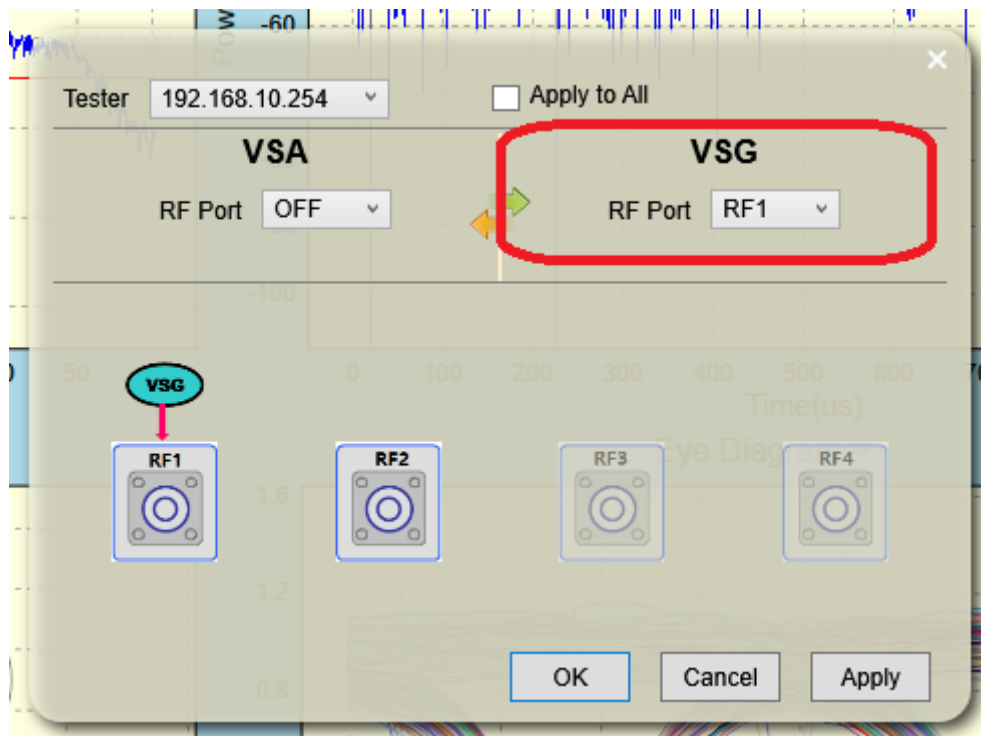 -60
Pow
Tester 192.168.10.254 Apply to All
VSA VSG
RF Port OFF RF Port RF1
-100
50 0 100 200 300 400 500 600
VSG
Time(us)
RF1 RF2 RF3 RF4
Eye Diagram
1.6
1.2
OK Cancel Apply
0.8